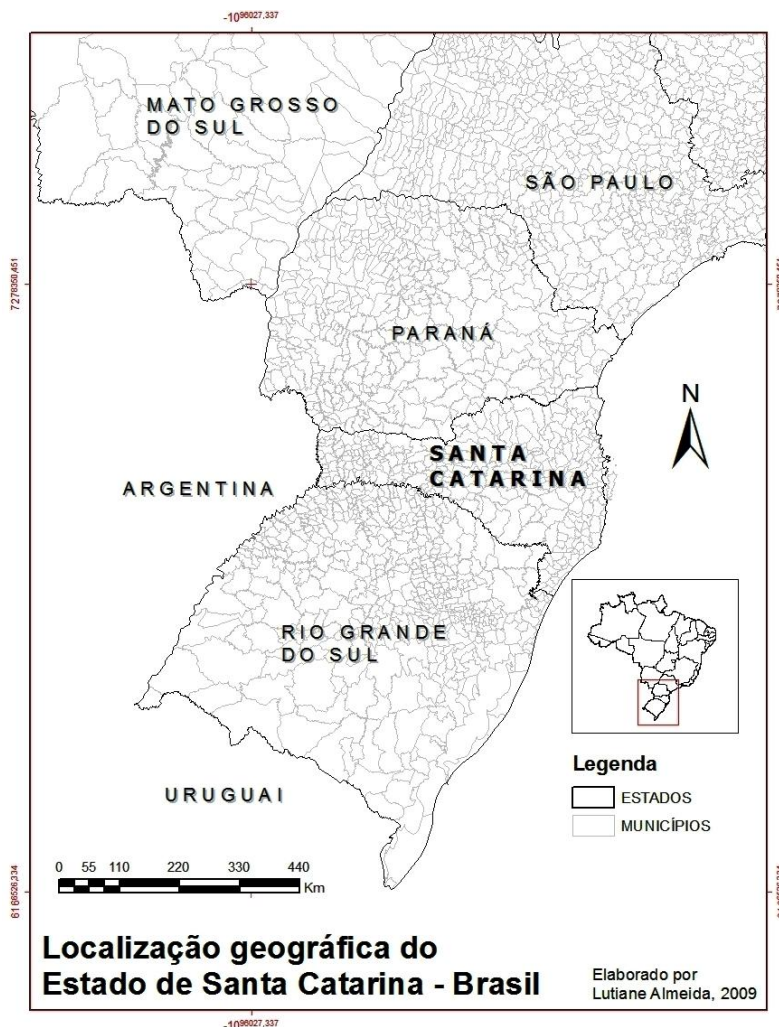 -10⁹⁶⁰²⁷,³³⁷
MATO GROSSO
DO SUL
SÃO PAULO
7278350,451
PARANÁ
N
SANTA
CATARINA
ARGENTINA
RIO GRANDE
DO SUL
Legenda
URUGUAI
ESTADOS
MUNICÍPIOS
0 55 110 220 330 440
Km
Localização geográfica do
Estado de Santa Catarina - Brasil
Elaborado por
Lutiane Almeida, 2009
-10⁹⁶⁰²⁷,³³⁷